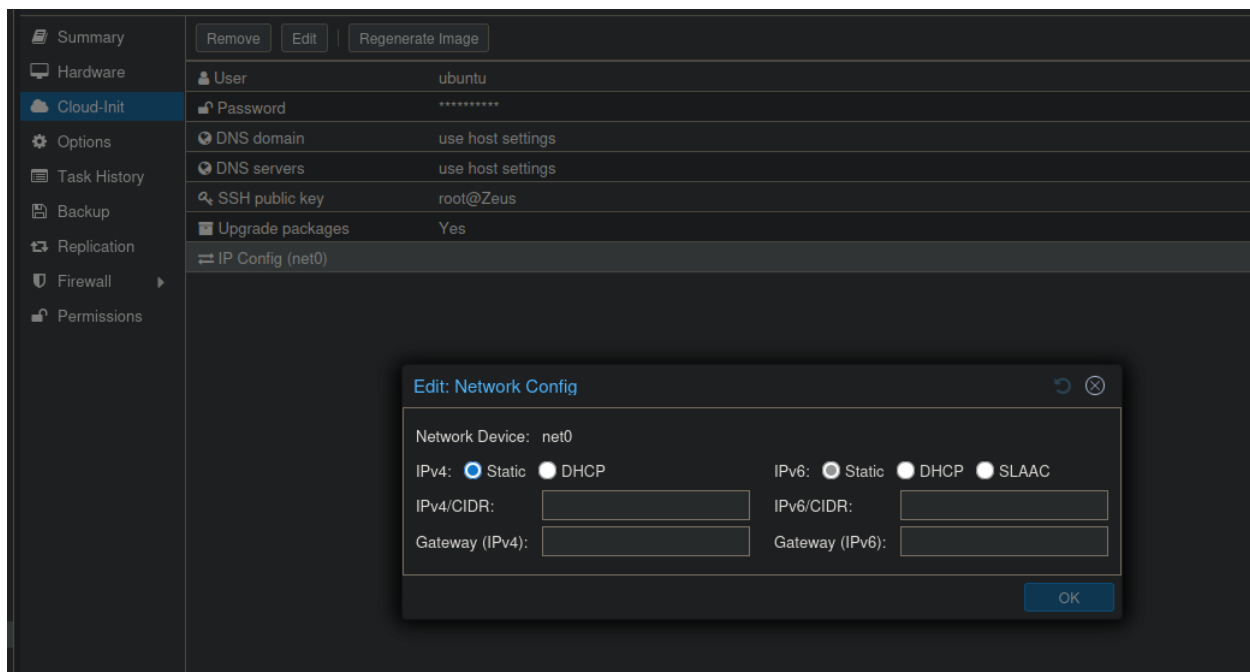 Summary
Hardware
Cloud-Init
Options
Task History
Backup
Replication
Firewall
Permissions
Remove Edit Regenerate Image
User ubuntu
Password **********
DNS domain use host settings
DNS servers use host settings
SSH public key root@Zeus
Upgrade packages Yes
IP Config (net0)
Edit: Network Config
Network Device: net0
IPv4: Static DHCP IPv6: Static DHCP SLAAC
IPv4/CIDR: IPv6/CIDR:
Gateway (IPv4): Gateway (IPv6):
OK